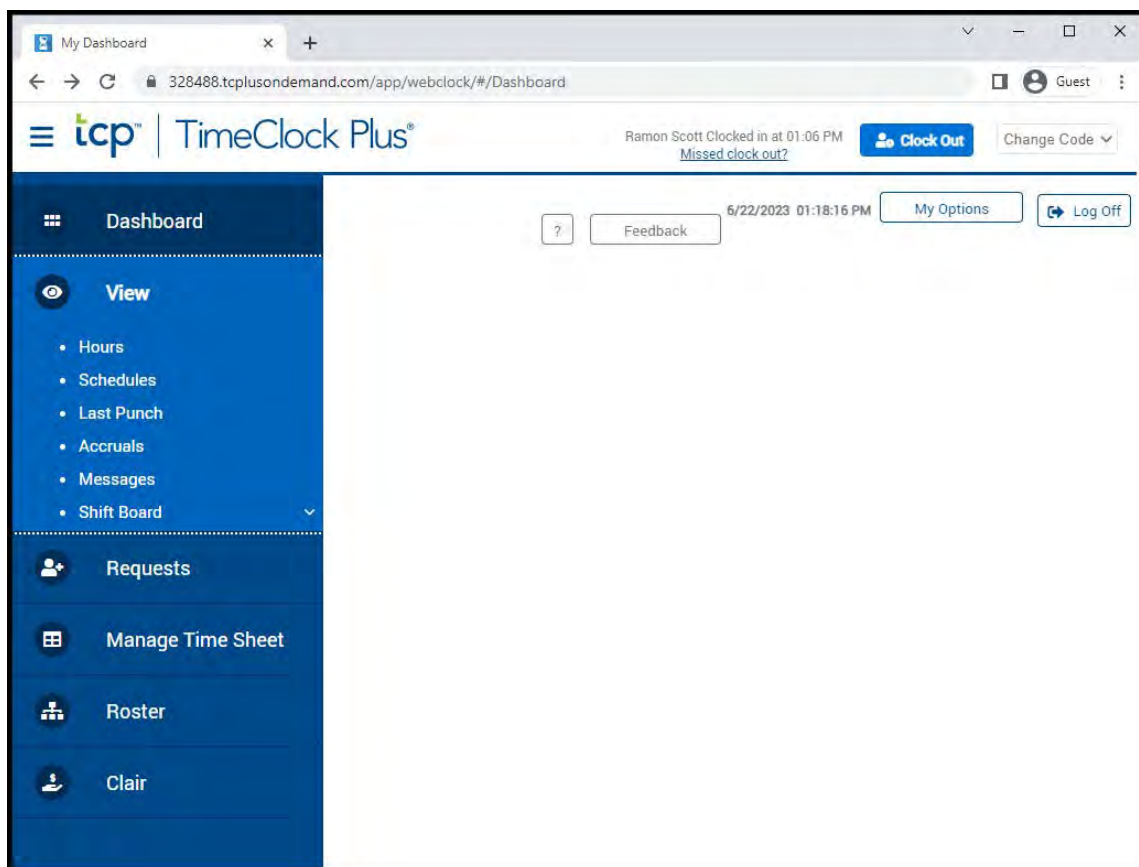 My Dashboard
328488.tcplusondemand.com/app/webclock/#/Dashboard
Guest
tcp™ | TimeClock Plus®
Ramon Scott Clocked in at 01:06 PM
Missed clock out?
Clock Out
Change Code
Dashboard
?
Feedback
6/22/2023 01:18:16 PM
My Options
Log Off
View
• Hours
• Schedules
• Last Punch
• Accruals
• Messages
• Shift Board
Requests
Manage Time Sheet
Roster
Clair